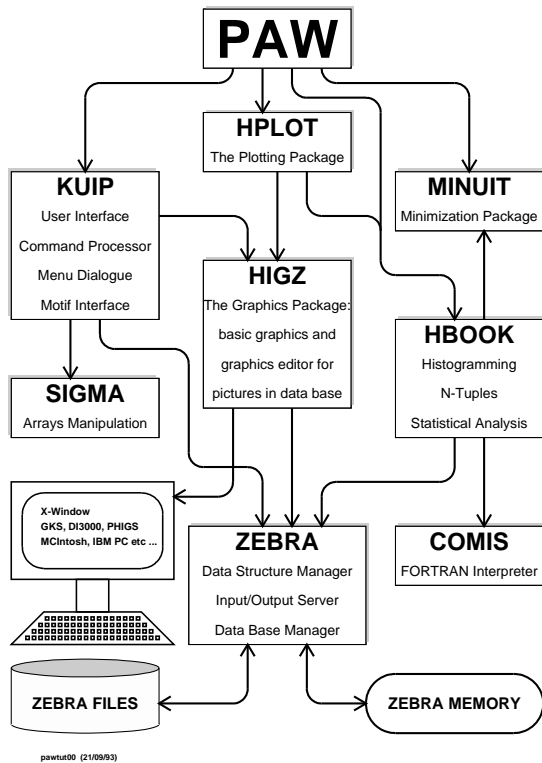 PAW
HPLOT
The Plotting Package
KUIP
User Interface
Command Processor
Menu Dialogue
Motif Interface
MINUIT
Minimization Package
HIGZ
The Graphics Package:
basic graphics and
graphics editor for
pictures in data base
HBOOK
Histogramming
N-Tuples
Statistical Analysis
SIGMA
Arrays Manipulation
X-Window
GKS, DI3000, PHIGS
MCIntosh, IBM PC etc ...
ZEBRA
Data Structure Manager
Input/Output Server
Data Base Manager
COMIS
FORTRAN Interpreter
ZEBRA FILES
ZEBRA MEMORY
pawtut00 (21/09/93)